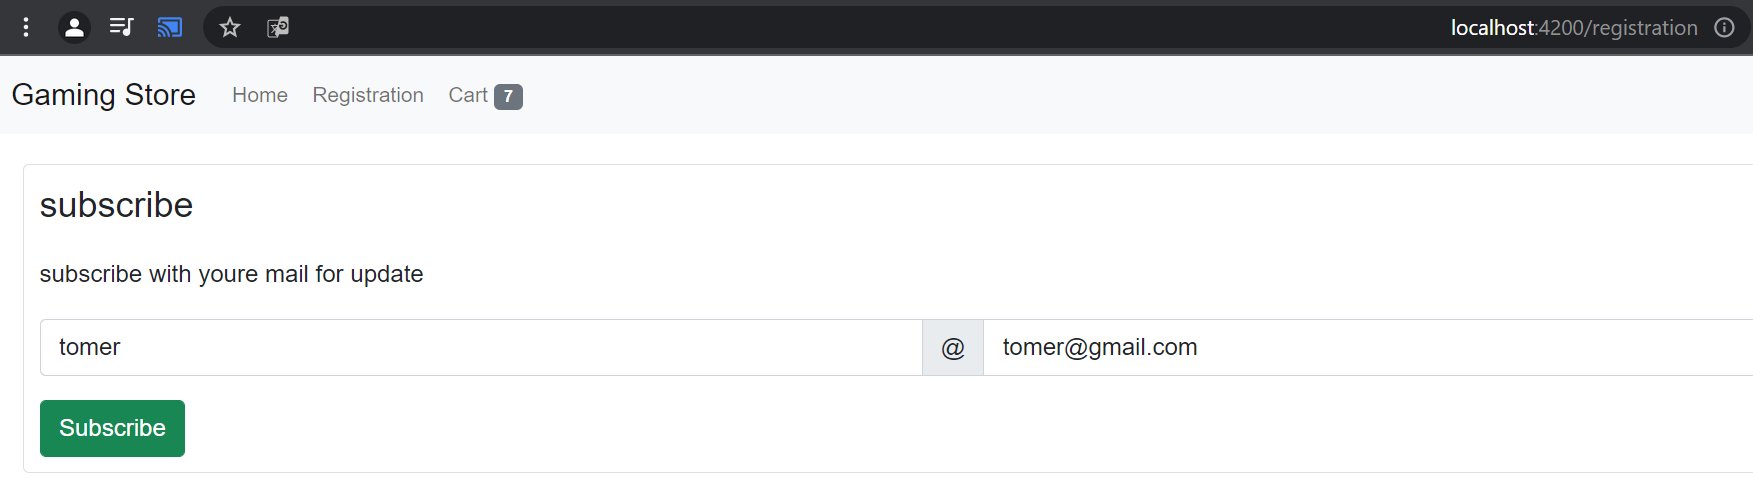 localhost:4200/registration
Gaming Store Home Registration Cart 7
subscribe
subscribe with youre mail for update
tomer @ tomer@gmail.com
Subscribe